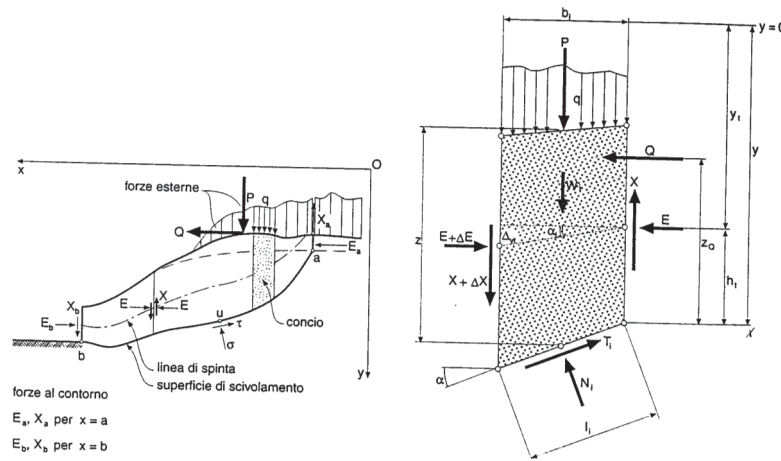 O
x
forze esterne
P
q
X_a
Q
E_a
a
X
E
E
X_b
E_b
u
τ
σ
concio
b
y
linea di spinta
superficie di scivolamento
forze al contorno
E_a, X_a per x = a
E_b, X_b per x = b
b_i
y = 0
P
q
y_t
y
Q
W_i
X
E + ΔE
α_t
E
z
z_Q
X + ΔX
h_t
T_i
α
N_i
l_i